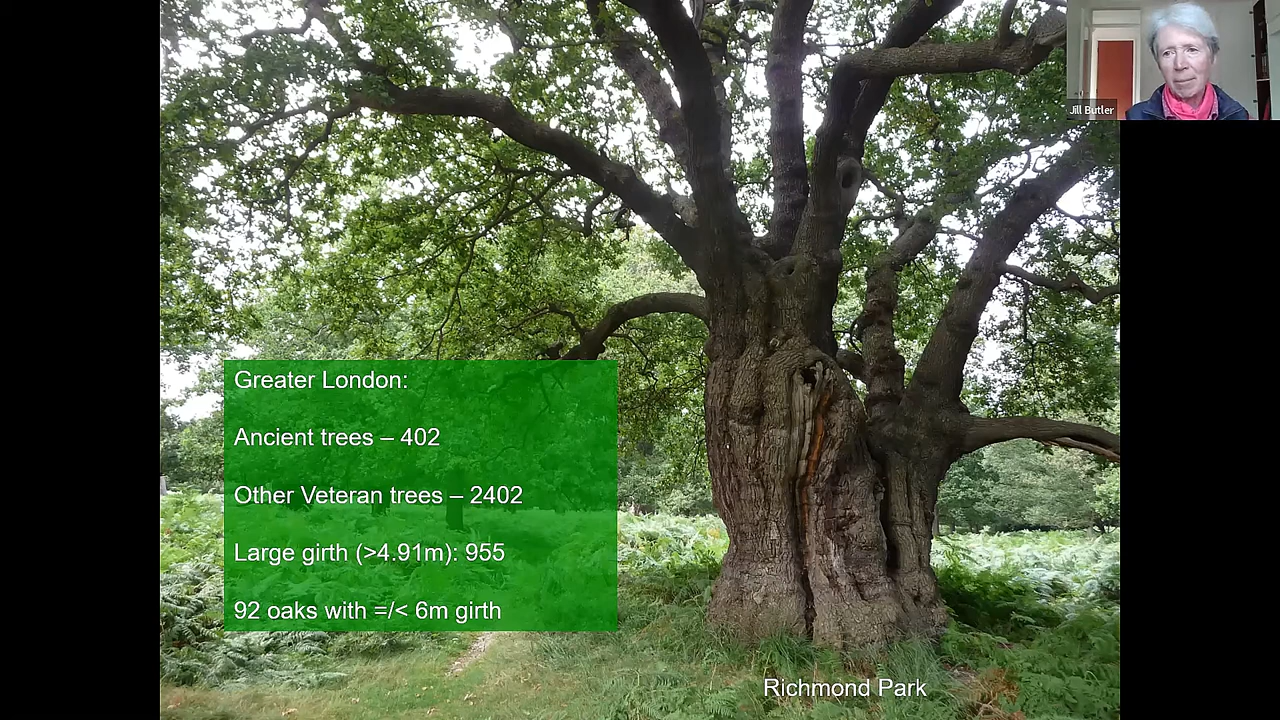 Jill Butler
Greater London:
Ancient trees – 402
Other Veteran trees – 2402
Large girth (>4.91m): 955
92 oaks with =/< 6m girth
Richmond Park